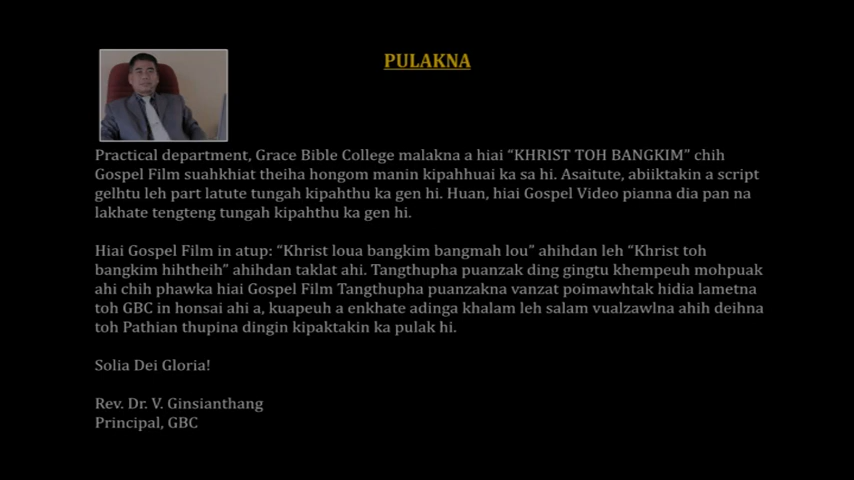 PULAKNA
Practical department, Grace Bible College malakna a hiai “KHRIST TOH BANGKIM” chih
Gospel Film suahkhiat theiha hongom manin kipahhuai ka sa hi. Asaitute, abiiktakin a script
gelhtu leh part latute tungah kipahthu ka gen hi. Huan, hiai Gospel Video pianna dia pan na
lakhate tengteng tungah kipahthu ka gen hi.
Hiai Gospel Film in atup: “Khrist loua bangkim bangmah lou” ahihdan leh “Khrist toh
bangkim hihtheih” ahihdan taklat ahi. Tangthupha puanzak ding gingtu khempeuh mohpuak
ahi chih phawka hiai Gospel Film Tangthupha puanzakna vanzat poimawhtak hidia lametna
toh GBC in honsai ahi a, kuapeuh a enkhate adinga khalam leh salam vualzawlna ahih deihna
toh Pathian thupina dingin kipaktakin ka pulak hi.
Solia Dei Gloria!
Rev. Dr. V. Ginsianthang
Principal, GBC